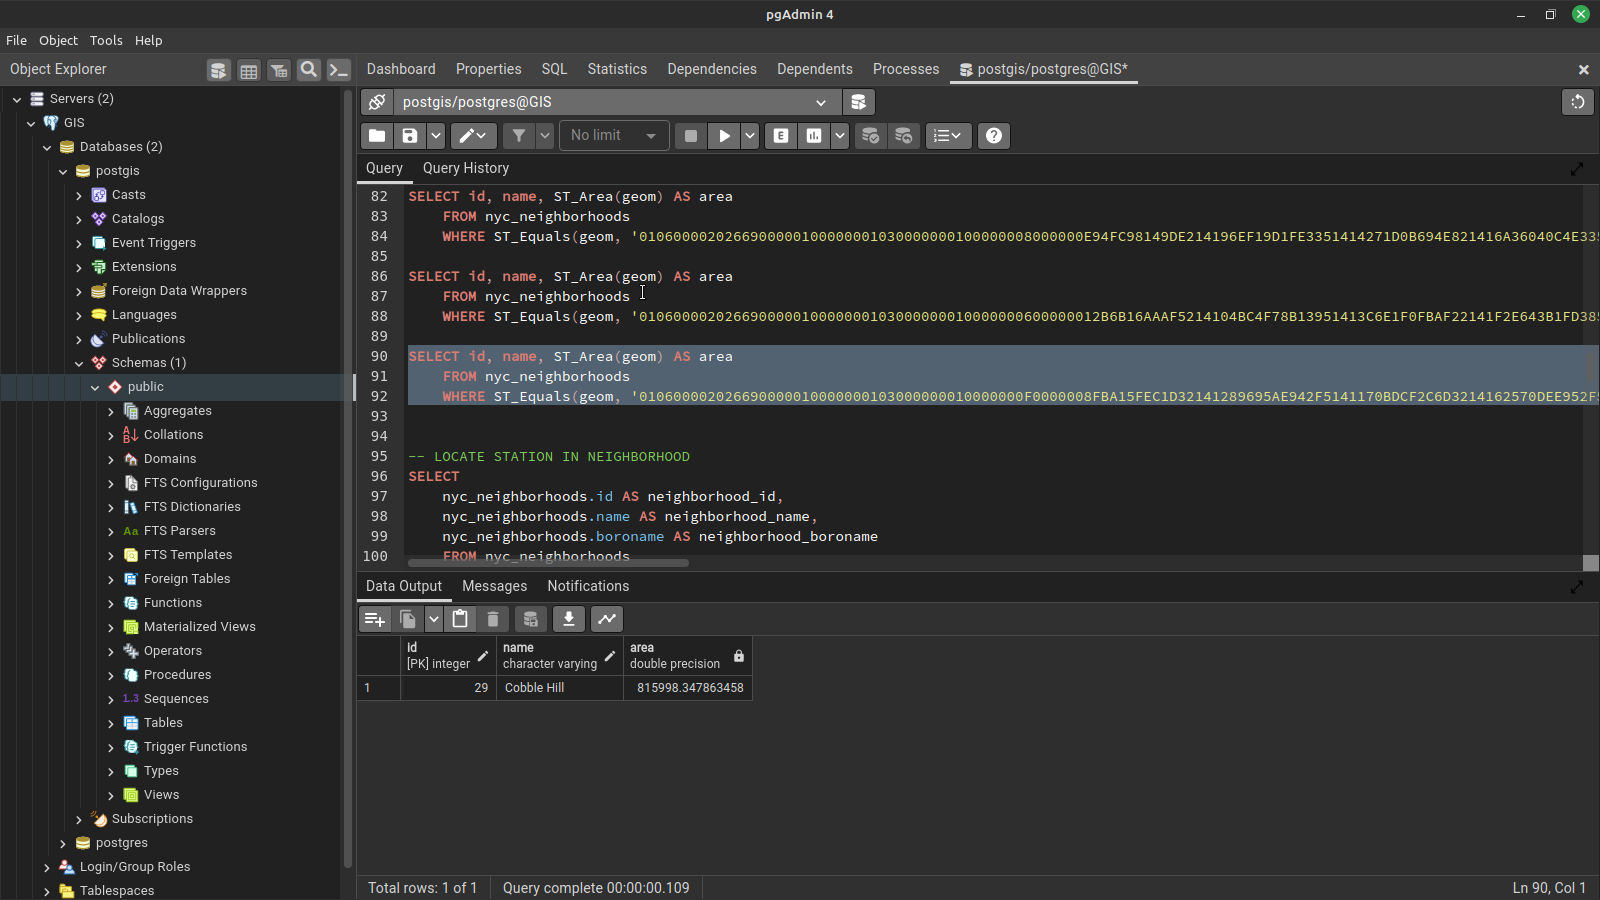 pgAdmin 4
File Object Tools Help
Object Explorer
Dashboard Properties SQL Statistics Dependencies Dependents Processes postgis/postgres@GIS*
Servers (2)
GIS
Databases (2)
postgis
Casts
Catalogs
Event Triggers
Extensions
Foreign Data Wrappers
Languages
Publications
Schemas (1)
public
Aggregates
Collations
Domains
FTS Configurations
FTS Dictionaries
FTS Parsers
FTS Templates
Foreign Tables
Functions
Materialized Views
Operators
Procedures
1.3 Sequences
Tables
Trigger Functions
Types
Views
Subscriptions
postgres
Login/Group Roles
Tablespaces
postgis/postgres@GIS
No limit
E
Query Query History
82 SELECT id, name, ST_Area(geom) AS area
83 FROM nyc_neighborhoods
84 WHERE ST_Equals(geom, '
85
86 SELECT id, name, ST_Area(geom) AS area
87 FROM nyc_neighborhoods
88 WHERE ST_Equals(geom, '
89
90 SELECT id, name, ST_Area(geom) AS area
91 FROM nyc_neighborhoods
92 WHERE ST_Equals(geom, '
93
94
95 -- LOCATE STATION IN NEIGHBORHOOD
96 SELECT
97 nyc_neighborhoods.id AS neighborhood_id,
98 nyc_neighborhoods.name AS neighborhood_name,
99 nyc_neighborhoods.boroname AS neighborhood_boroname
100 FROM nyc_neighborhoods
Data Output Messages Notifications
id name area
[PK] integer character varying double precision
1 29 Cobble Hill 815998.347863458
Total rows: 1 of 1 Query complete 00:00:00.109 Ln 90, Col 1